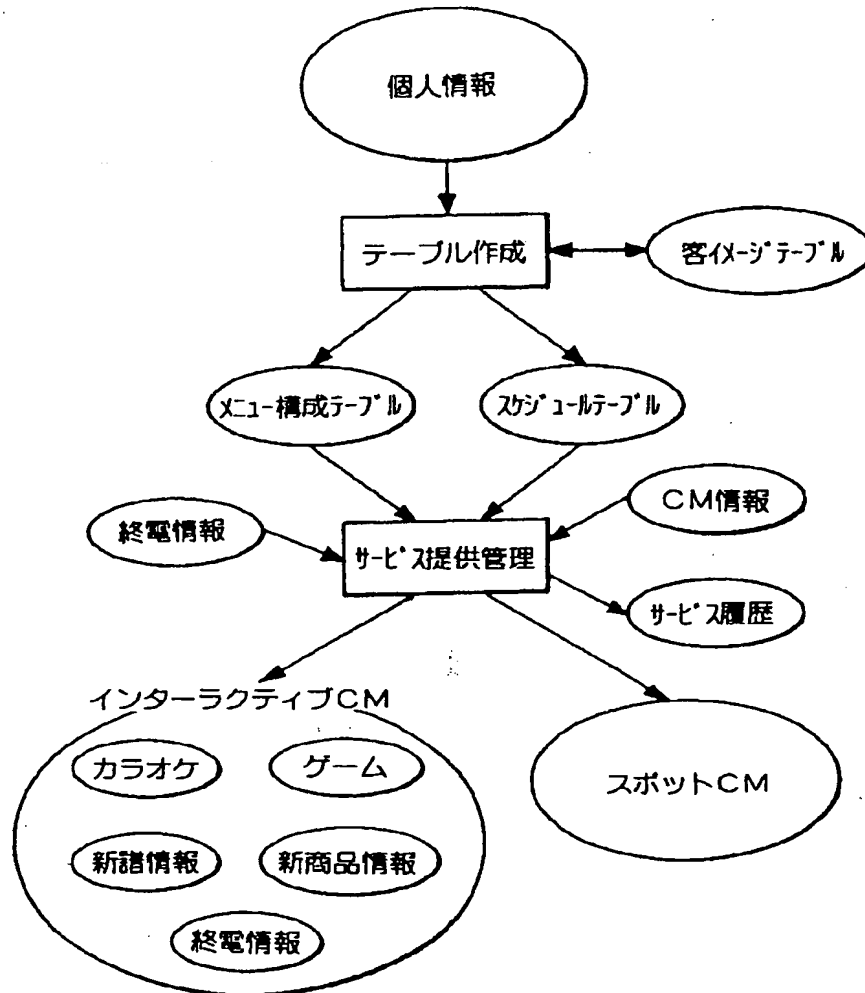 個人情報
テーブル作成
客イメージテーブル
メニュー構成テーブル
スケジュールテーブル
CM情報
終電情報
サービス提供管理
サービス履歴
インターラクティブCM
カラオケ
ゲーム
スポットCM
新譜情報
新商品情報
終電情報